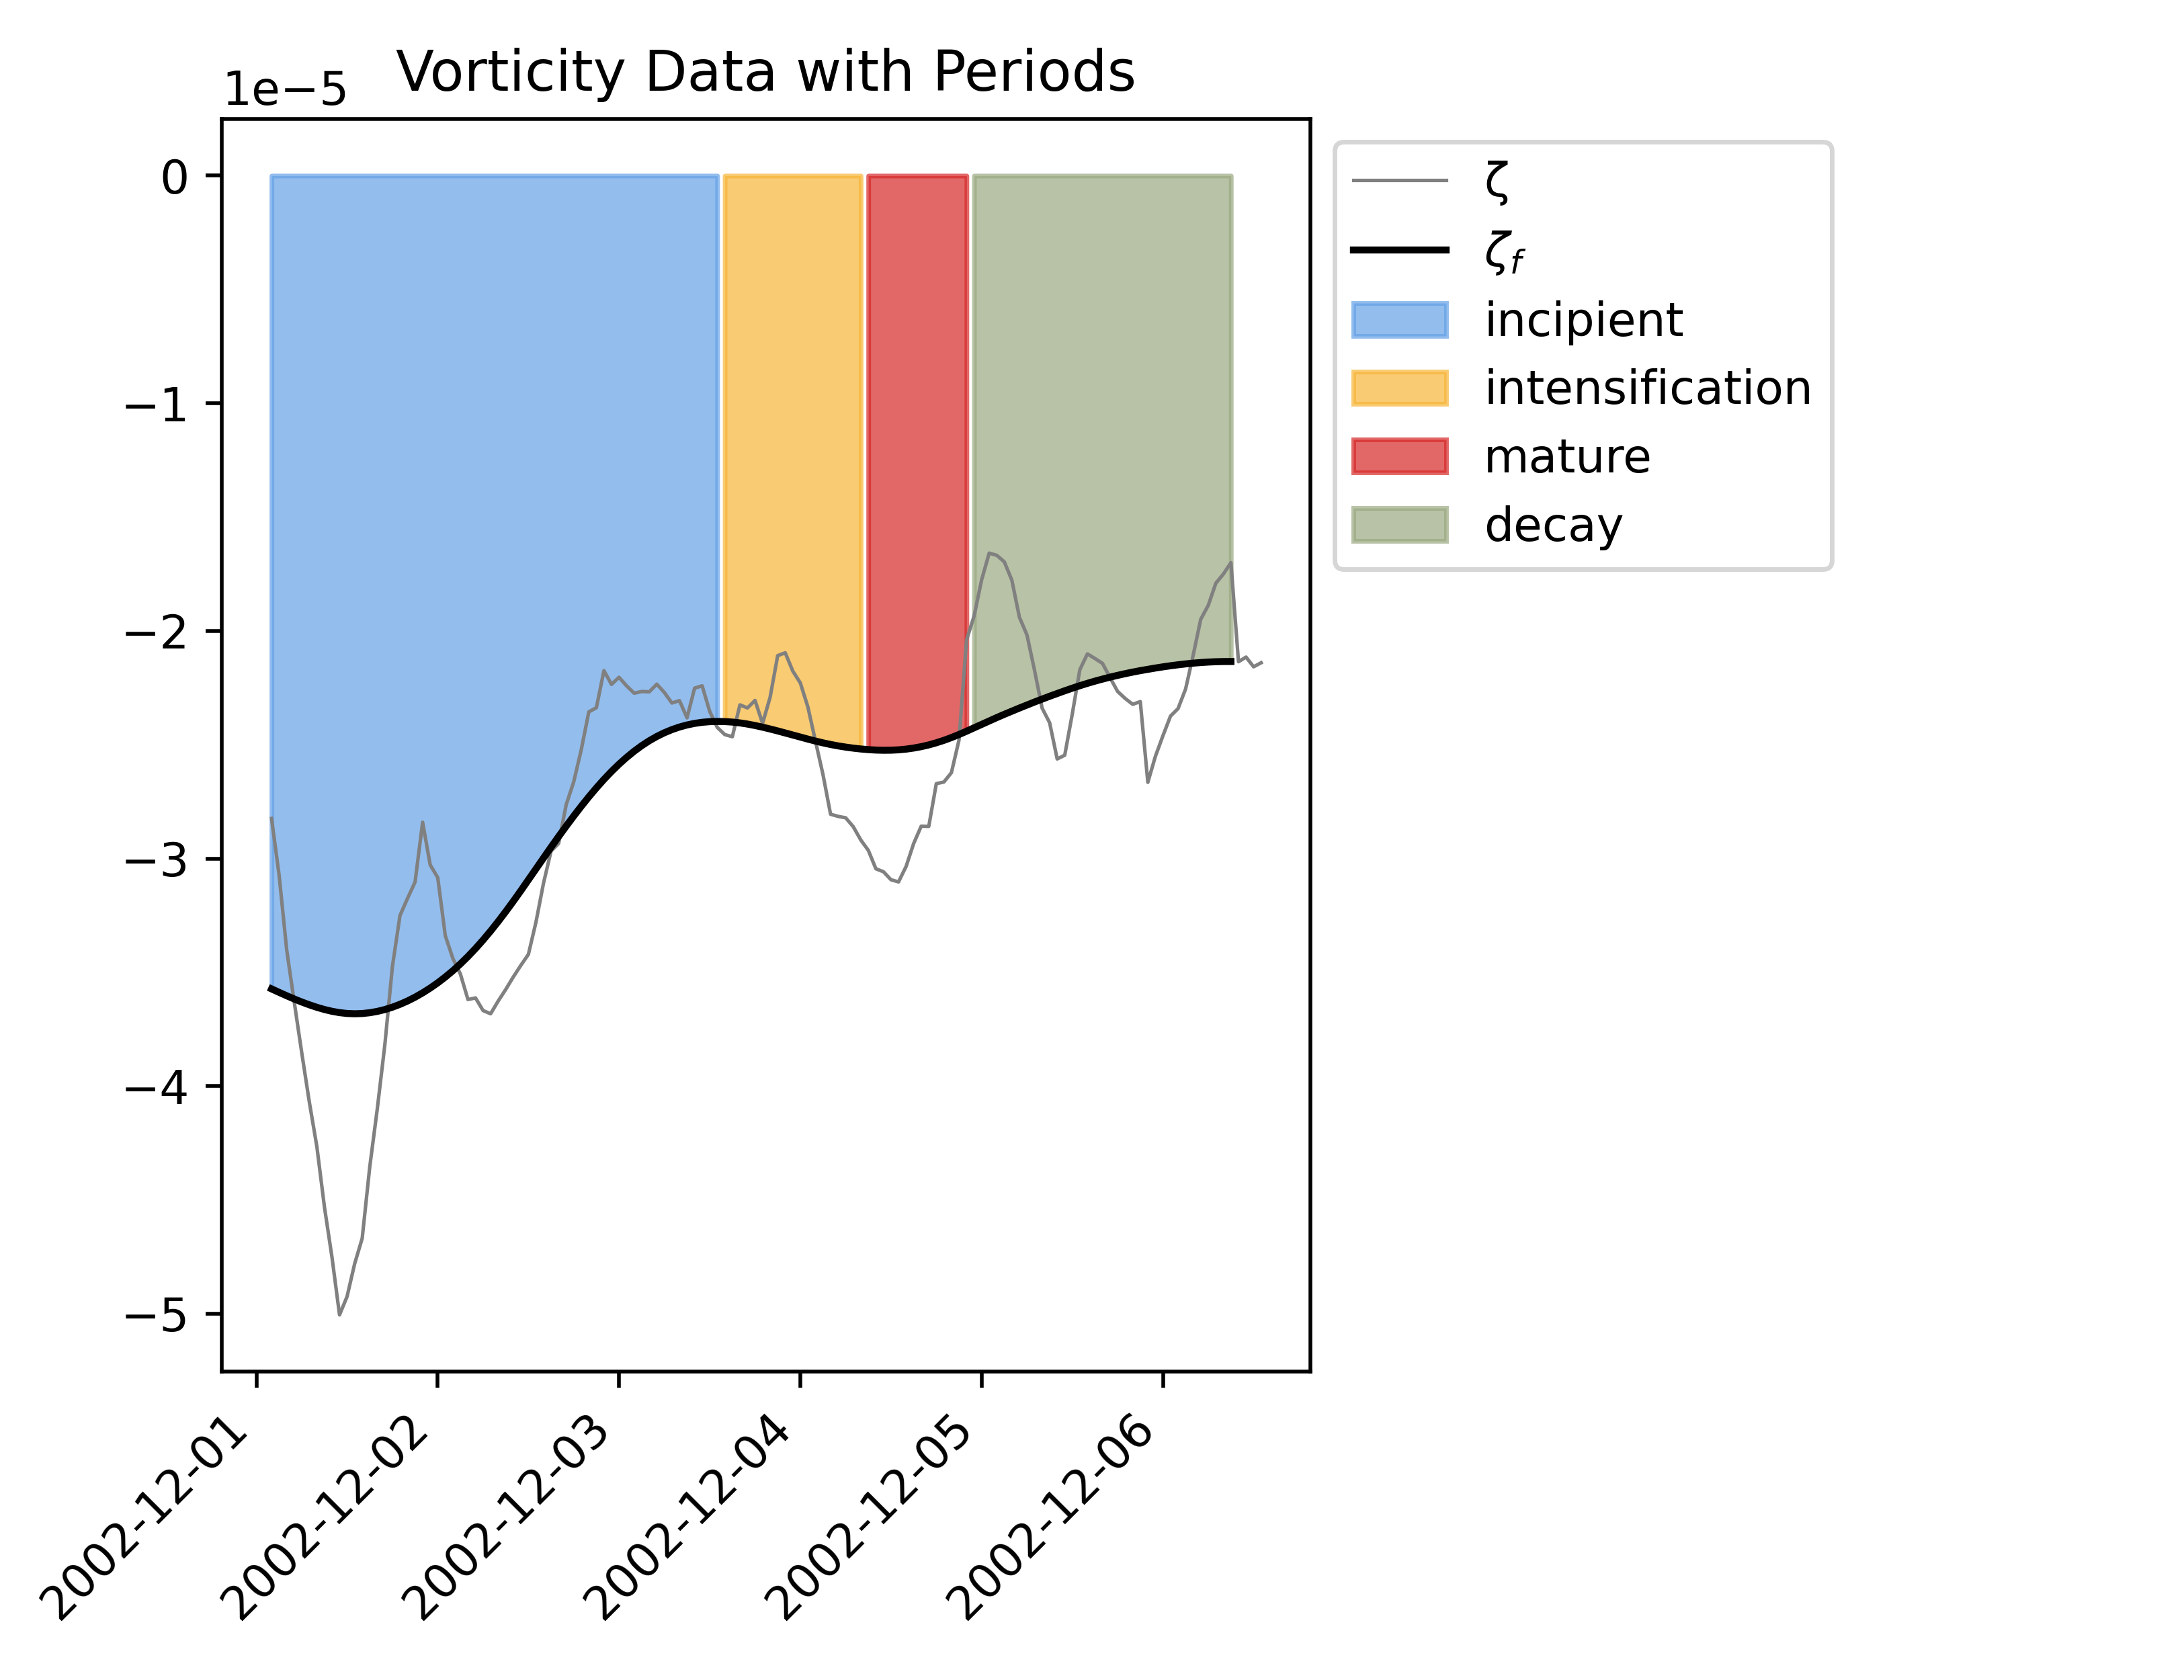 Vorticity Data with Periods
1e−5
0
−1
−2
−3
−4
−5
2002-12-01
2002-12-02
2002-12-03
2002-12-04
2002-12-05
2002-12-06
ζ
ζf
incipient
intensification
mature
decay